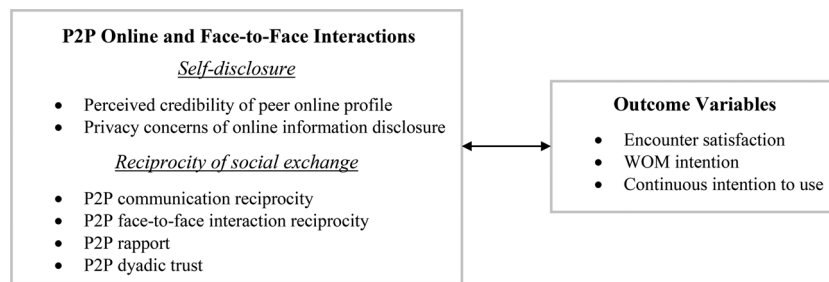 P2P Online and Face-to-Face Interactions
Self-disclosure
• Perceived credibility of peer online profile
• Privacy concerns of online information disclosure
Reciprocity of social exchange
• P2P communication reciprocity
• P2P face-to-face interaction reciprocity
• P2P rapport
• P2P dyadic trust
Outcome Variables
• Encounter satisfaction
• WOM intention
• Continuous intention to use